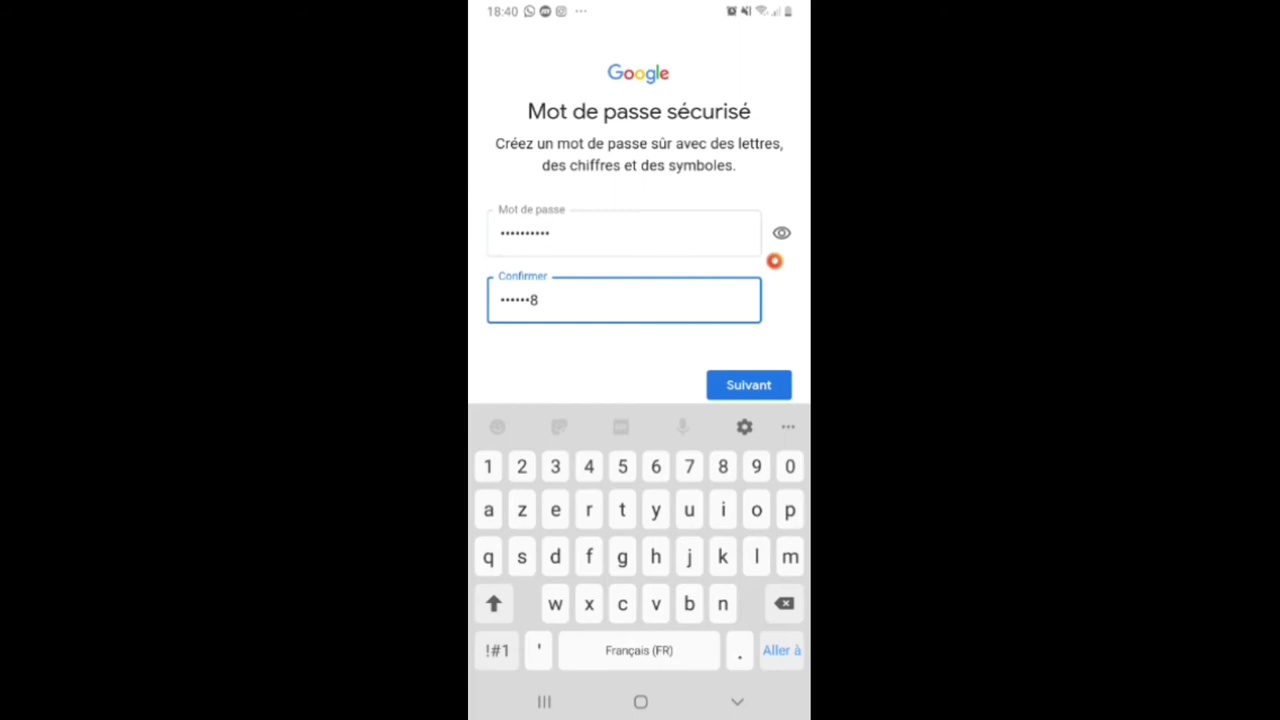 18:40
Google
Mot de passe sécurisé
Créez un mot de passe sûr avec des lettres,
des chiffres et des symboles.
Mot de passe
••••••••••
Confirmer
••••••8
Suivant
1 2 3 4 5 6 7 8 9 0
a z e r t y u i o p
q s d f g h j k l m
w x c v b n
!#1 ' Français (FR) . Aller à